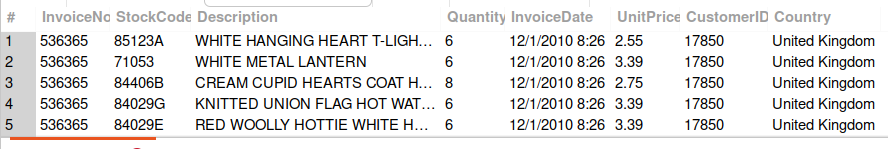 # InvoiceNo StockCode Description Quantity InvoiceDate UnitPrice CustomerID Country
1 536365 85123A WHITE HANGING HEART T-LIGH... 6 12/1/2010 8:26 2.55 17850 United Kingdom
2 536365 71053 WHITE METAL LANTERN 6 12/1/2010 8:26 3.39 17850 United Kingdom
3 536365 84406B CREAM CUPID HEARTS COAT H... 8 12/1/2010 8:26 2.75 17850 United Kingdom
4 536365 84029G KNITTED UNION FLAG HOT WAT... 6 12/1/2010 8:26 3.39 17850 United Kingdom
5 536365 84029E RED WOOLLY HOTTIE WHITE H... 6 12/1/2010 8:26 3.39 17850 United Kingdom